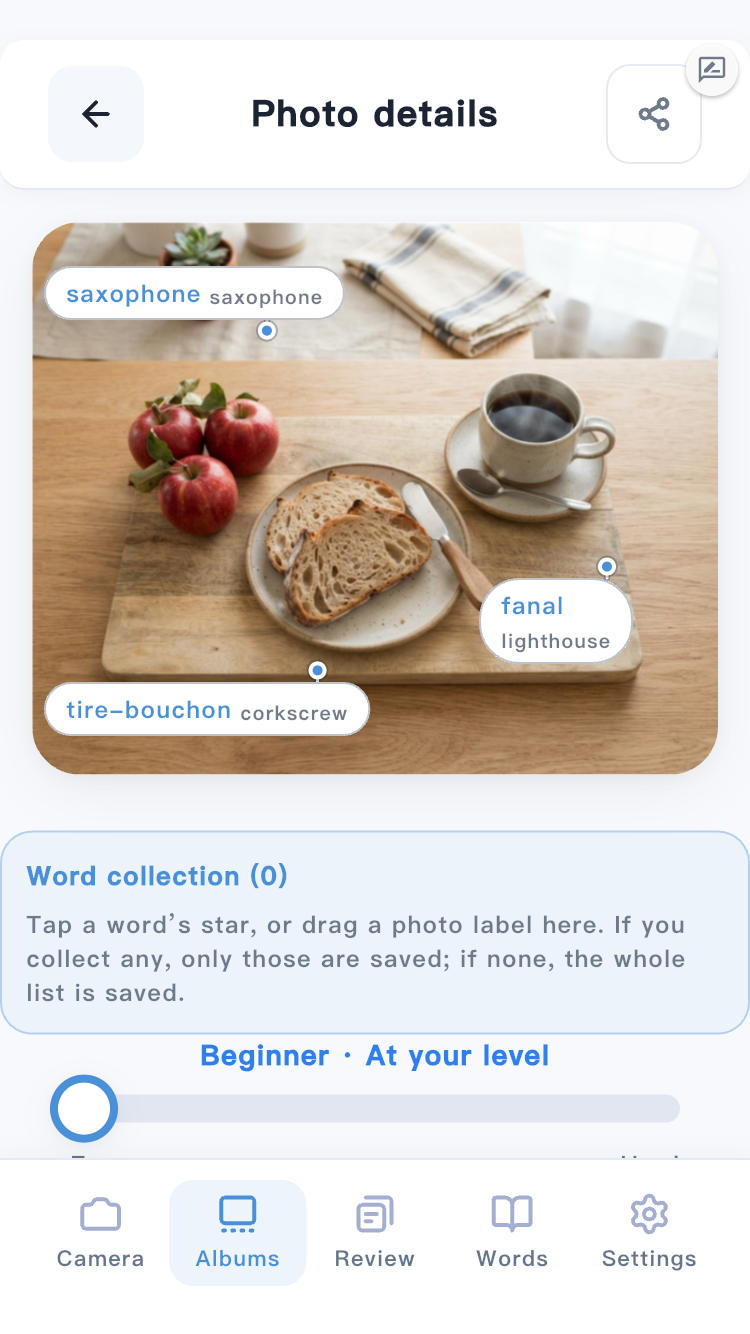 Photo details
saxophone saxophone
fanal
lighthouse
tire–bouchon corkscrew
Word collection (0)
Tap a word’s star, or drag a photo label here. If you
collect any, only those are saved; if none, the whole
list is saved.
Beginner · At your level
Camera
Albums
Review
Words
Settings